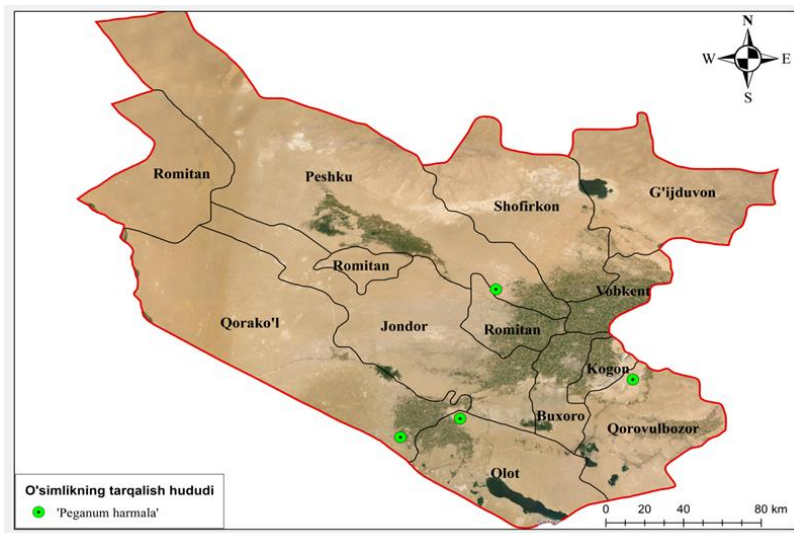 N
W E
S
Romitan
Peshku
G'ijduvon
Shofirkon
Romitan
Vobkent
Qorako'l
Jondor
Romitan
Kogon
Buxoro
Qorovulbozor
Olot
O'simlikning tarqalish hududi
'Peganum harmala'
0 20 40 80 km